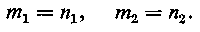 m₁ = n₁, m₂ = n₂.